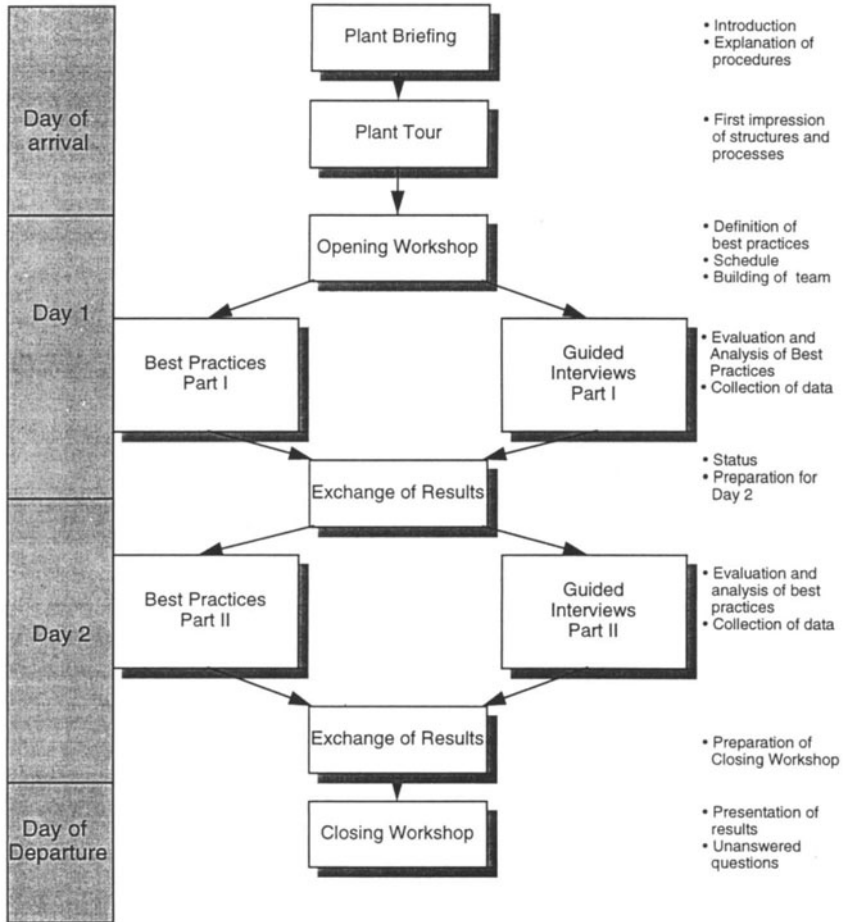 Plant Briefing
• Introduction
• Explanation of
procedures
Day of
arrival
Plant Tour
• First impression
of structures and
processes
Opening Workshop
• Definition of
best practices
• Schedule
• Building of team
Day 1
Best Practices
Part I
Guided
Interviews
Part I
• Evaluation and
Analysis of Best
Practices
• Collection of data
Exchange of Results
• Status
• Preparation for
Day 2
Day 2
Best Practices
Part II
Guided
Interviews
Part II
• Evaluation and
analysis of best
practices
• Collection of data
Exchange of Results
• Preparation of
Closing Workshop
Day of
Departure
Closing Workshop
• Presentation of
results
• Unanswered
questions